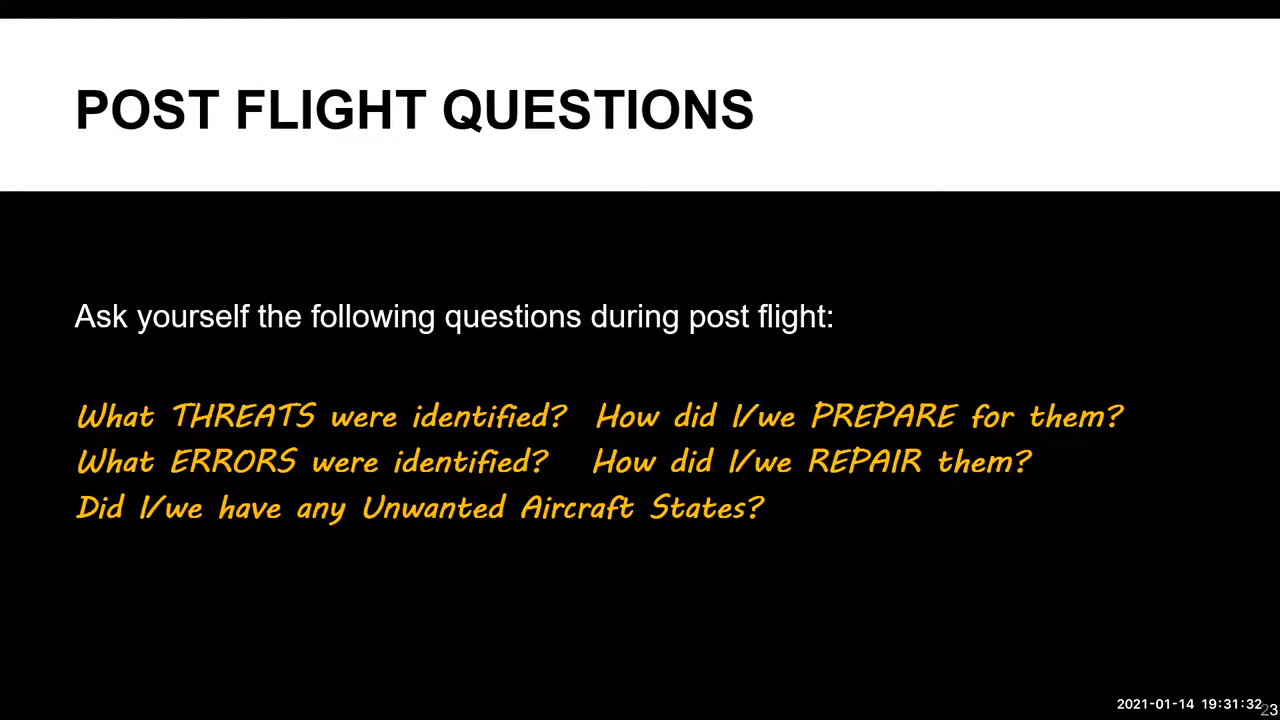 POST FLIGHT QUESTIONS
Ask yourself the following questions during post flight:
What THREATS were identified? How did I/we PREPARE for them?
What ERRORS were identified? How did I/we REPAIR them?
Did I/we have any Unwanted Aircraft States?
2021-01-14 19:31:32
23